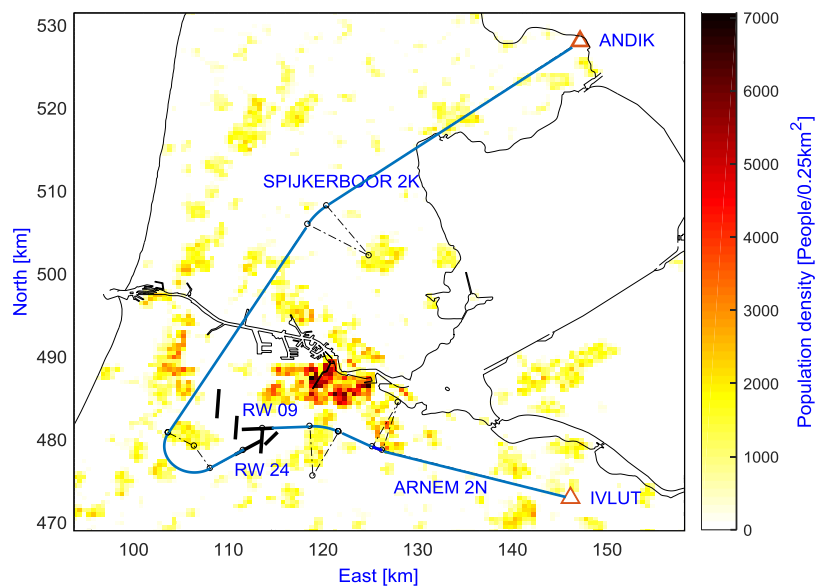 530
520
510
500
490
480
470
North [km]
ANDIK
SPIJKERBOOR 2K
RW 09
RW 24
ARNEM 2N
IVLUT
100
110
120
130
140
150
East [km]
7000
6000
5000
4000
3000
2000
1000
0
Population density [People/0.25km²]